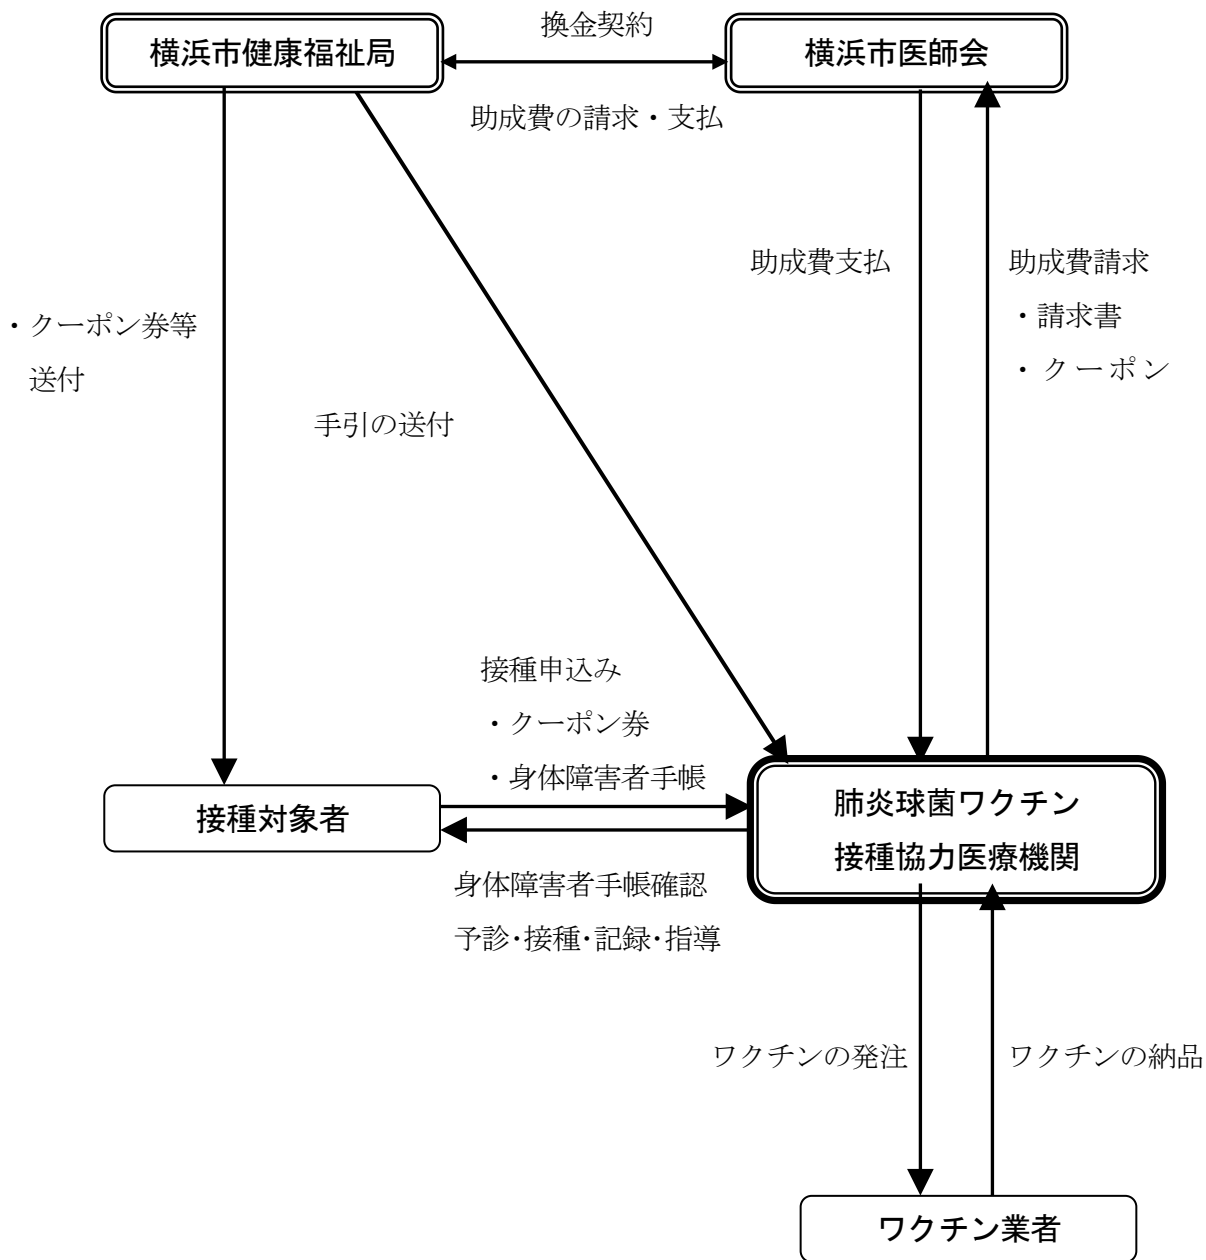 換金契約
横浜市健康福祉局
横浜市医師会
助成費の請求・支払
助成費支払
助成費請求
・請求書
・クーポン
・クーポン券等
送付
手引の送付
接種申込み
・クーポン券
・身体障害者手帳
接種対象者
肺炎球菌ワクチン
接種協力医療機関
身体障害者手帳確認
予診・接種・記録・指導
ワクチンの発注
ワクチンの納品
ワクチン業者